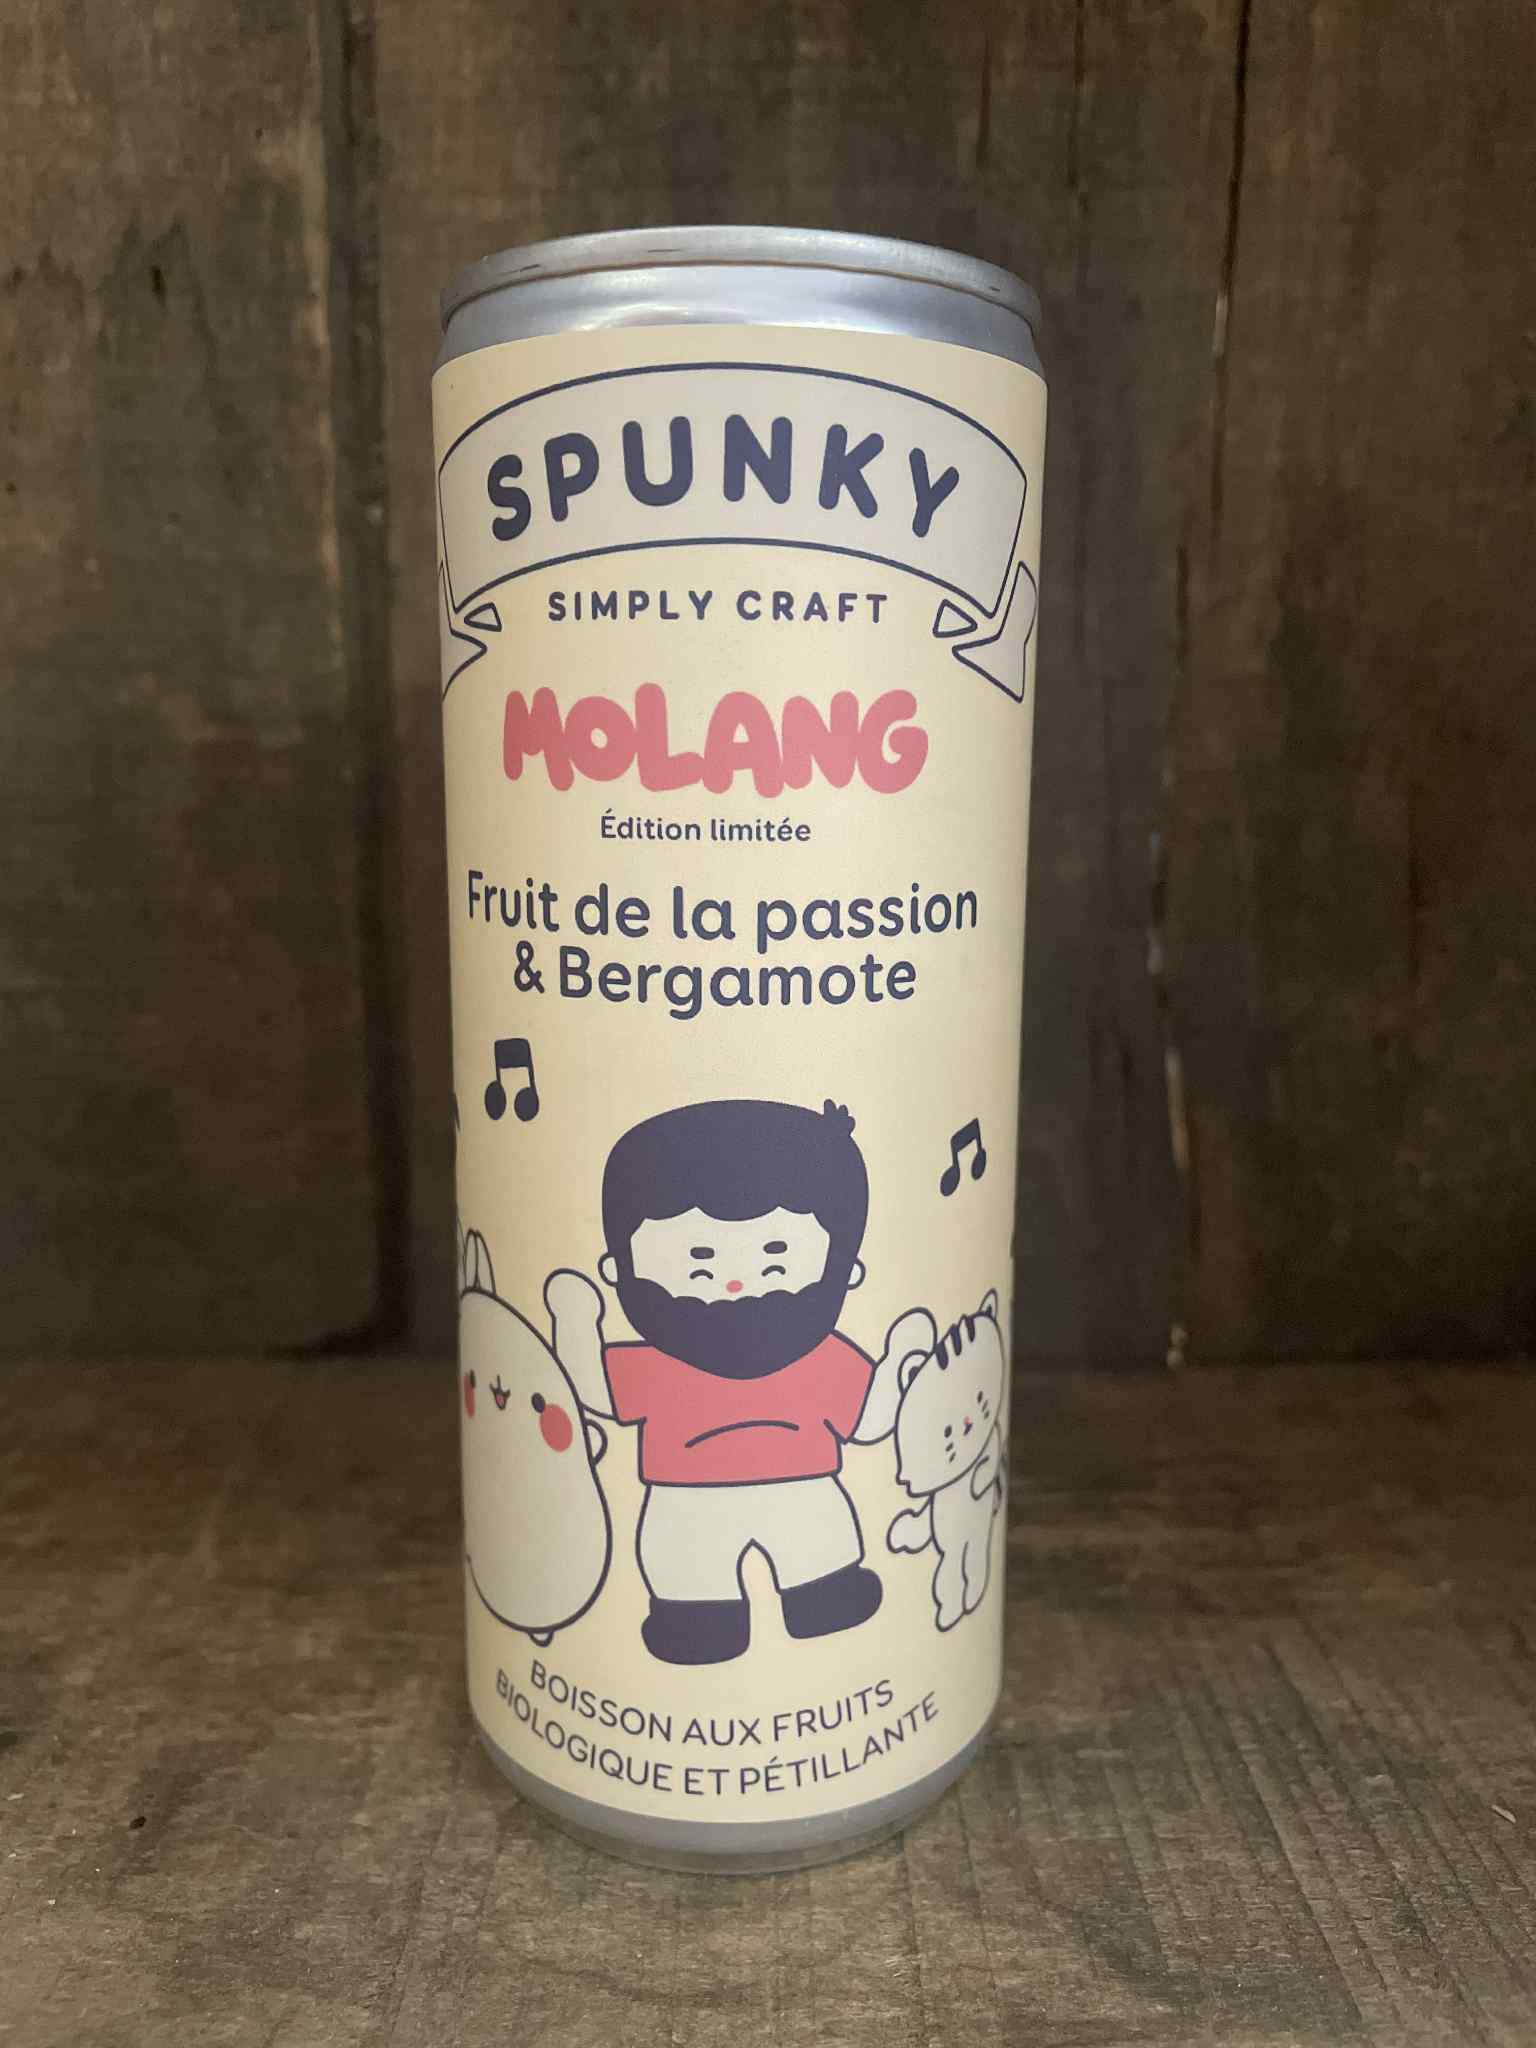 SPUNKY
SIMPLY CRAFT
MOLANG
Édition limitée
Fruit de la passion
& Bergamote
BOISSON AUX FRUITS
BIOLOGIQUE ET PÉTILLANTE